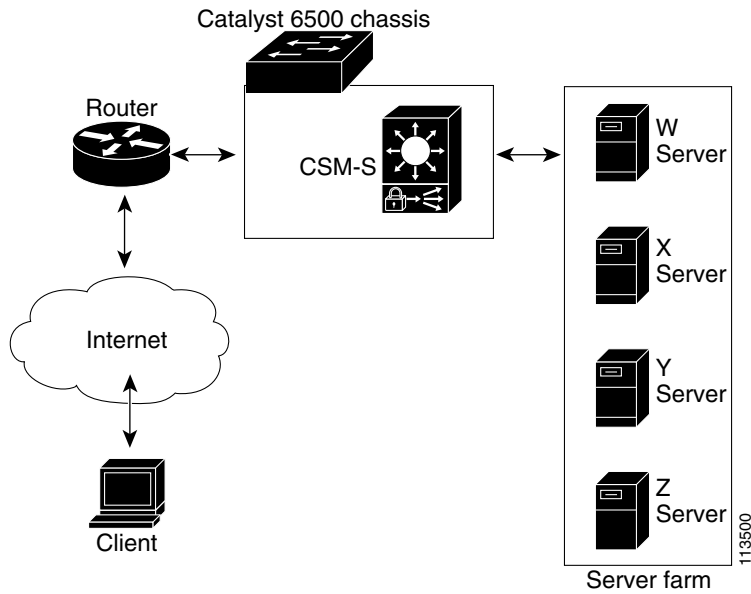 Catalyst 6500 chassis
Router
CSM-S
Internet
Client
W
Server
X
Server
Y
Server
Z
Server
Server farm
113500